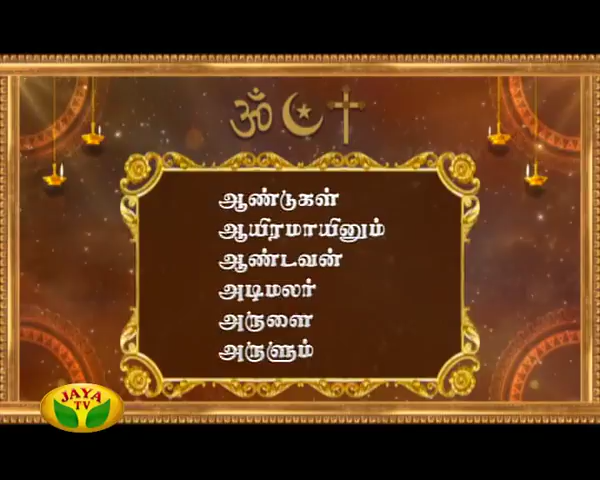 ஆண்டுகள்
ஆயிரமாயினும்
ஆண்டவன்
அடிமலர்
அருளை
அருளும்
JAYA
TV